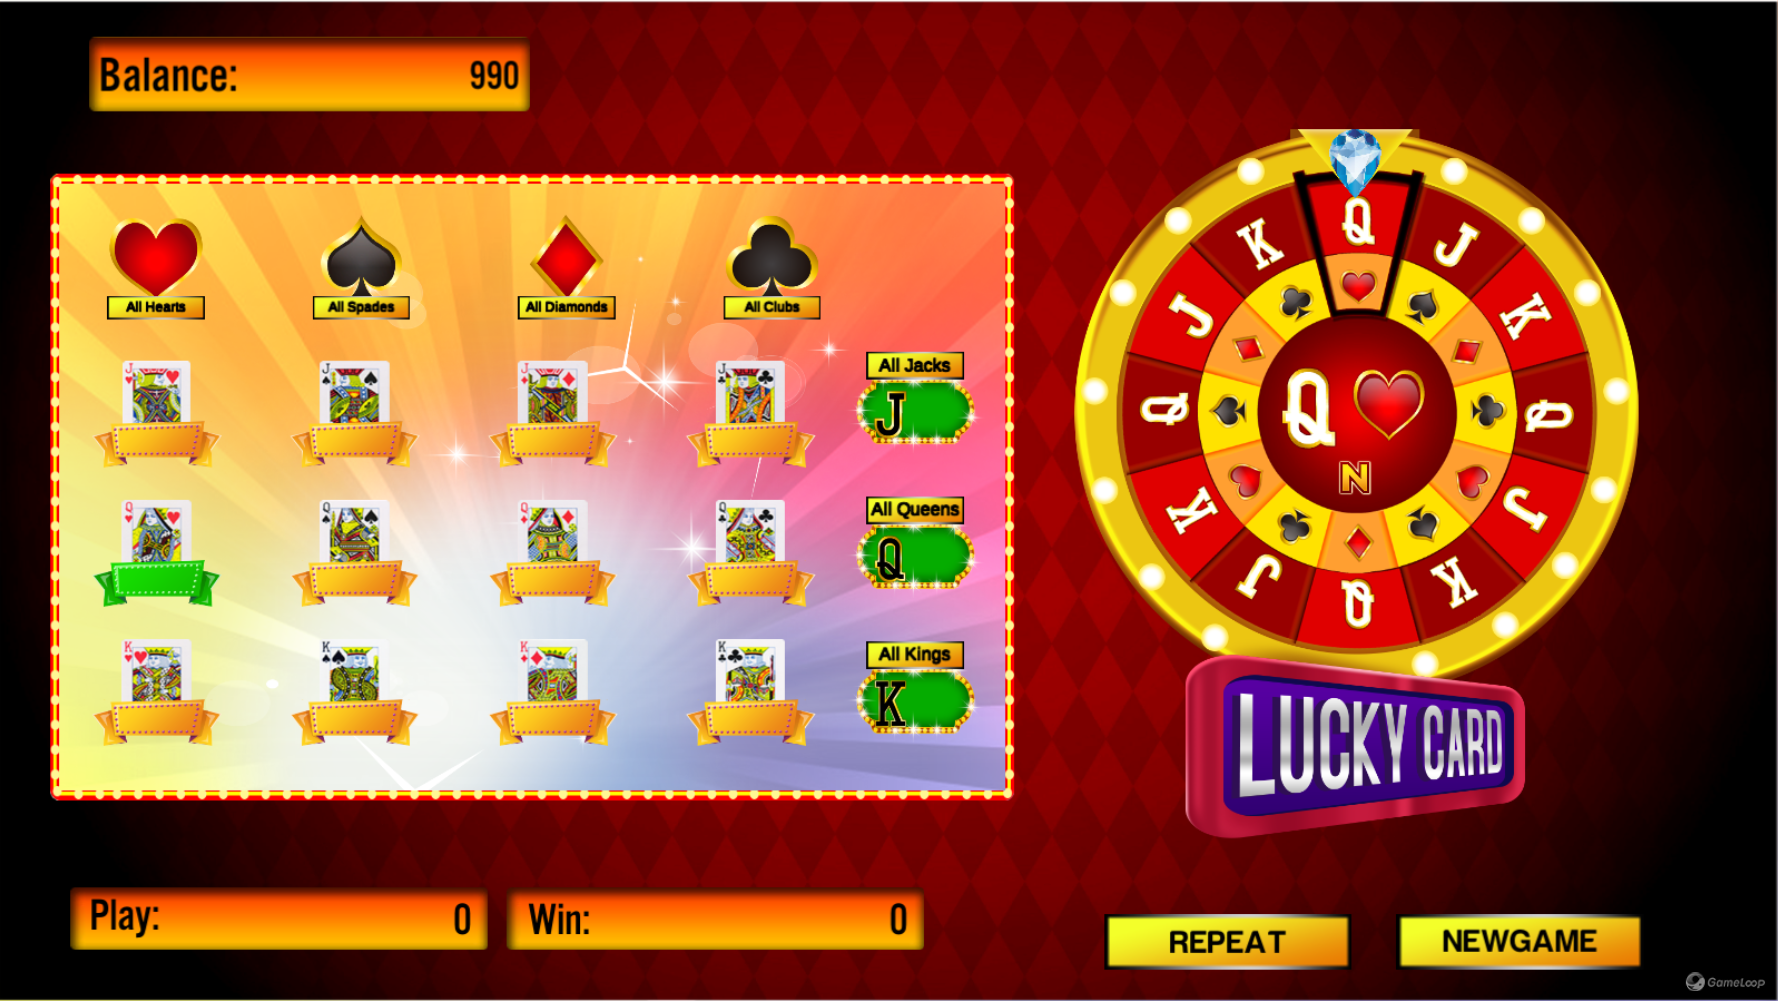 Balance: 990
All Hearts
All Spades
All Diamonds
All Clubs
J
J
J
J
All Jacks
J
Q
Q
Q
Q
All Queens
Q
K
K
K
K
All Kings
K
Q
J
K
Q
J
K
Q
J
K
Q
J
K
Q
N
LUCKY CARD
Play: 0
Win: 0
REPEAT
NEWGAME
GameLoop